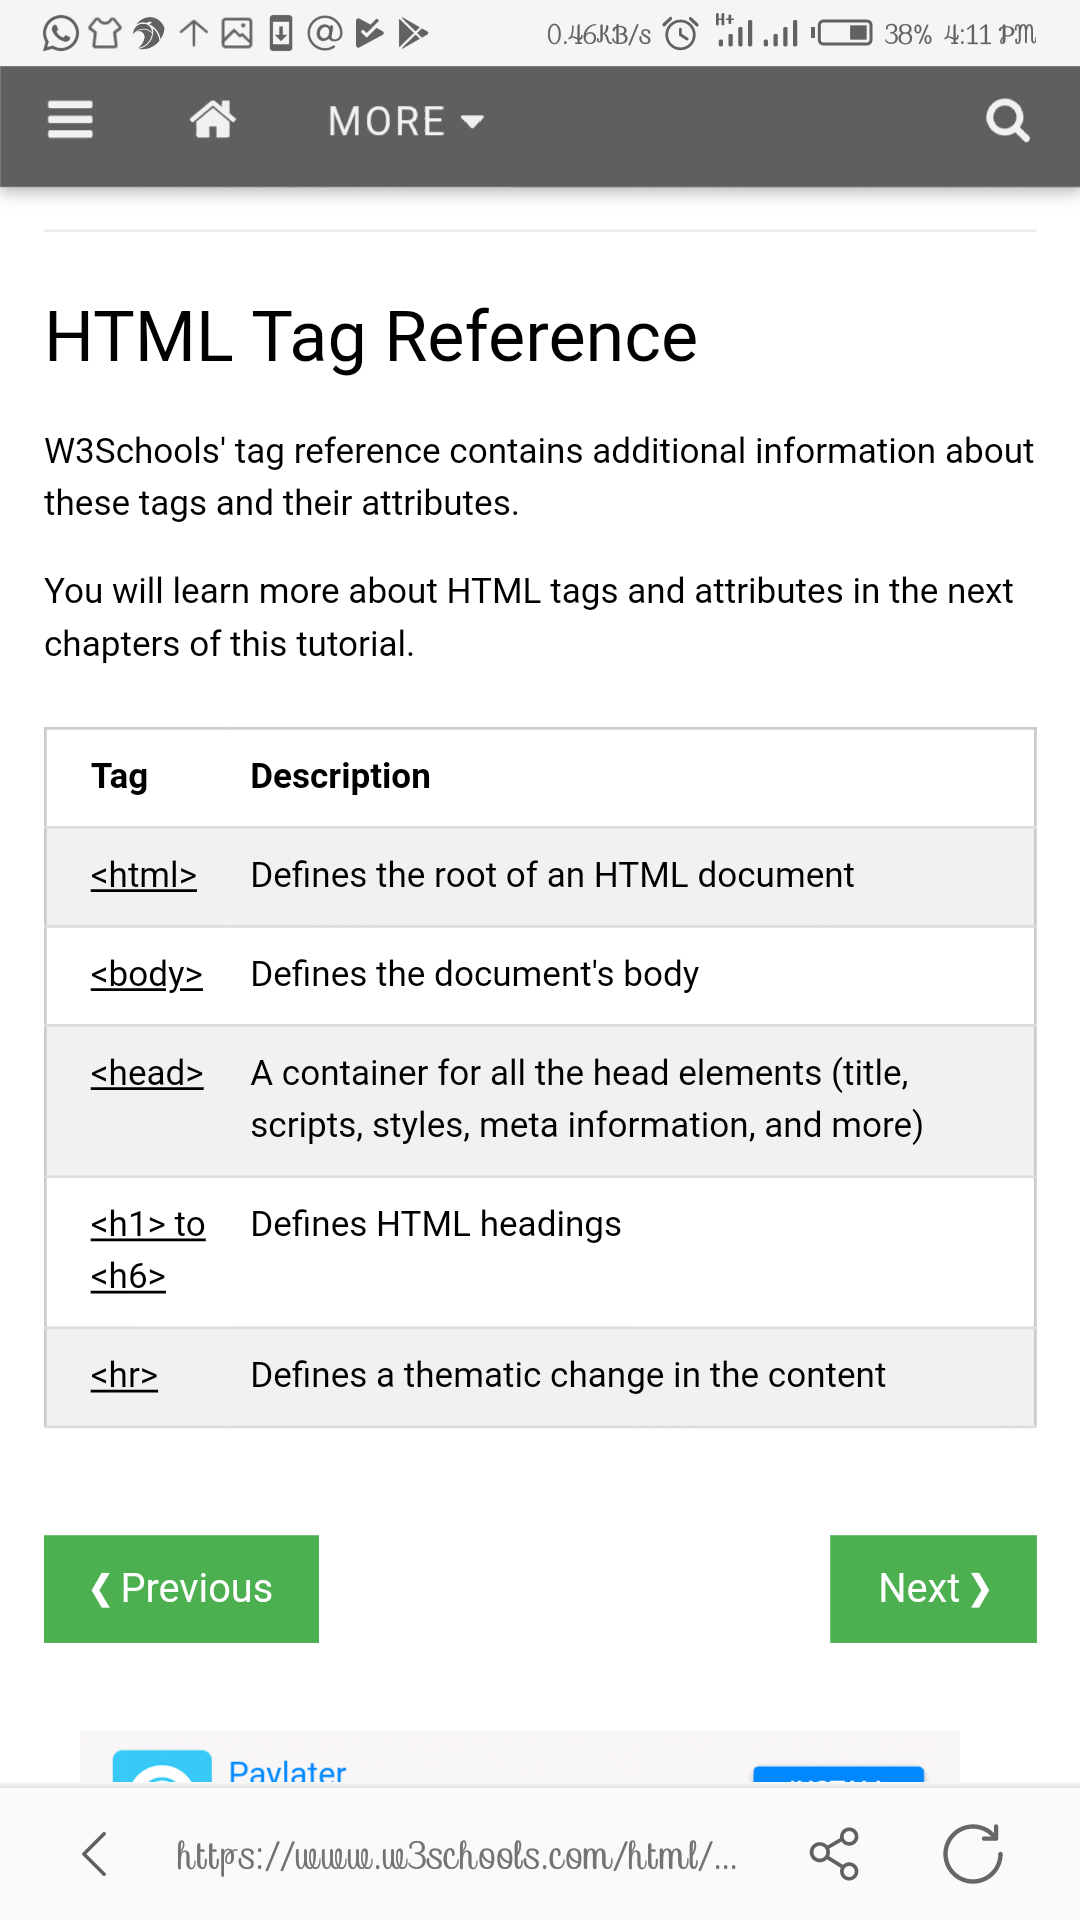 0.46KB/s H+ 38% 4:11 PM
MORE
HTML Tag Reference
W3Schools' tag reference contains additional information about
these tags and their attributes.
You will learn more about HTML tags and attributes in the next
chapters of this tutorial.
Tag Description
<html> Defines the root of an HTML document
<body> Defines the document's body
<head> A container for all the head elements (title,
scripts, styles, meta information, and more)
<h1> to Defines HTML headings
<h6>
<hr> Defines a thematic change in the content
❮ Previous Next ❯
Paylater
https://www.w3schools.com/html/...